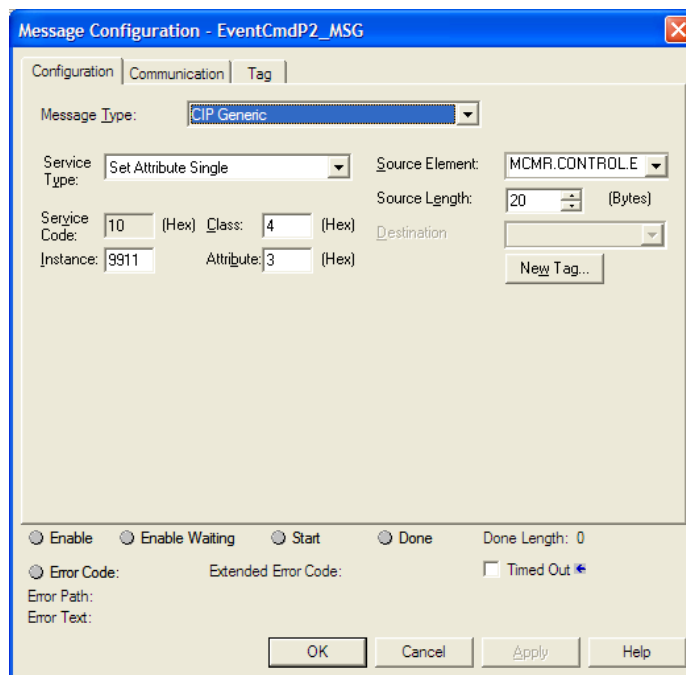 Message Configuration - EventCmdP2_MSG
Configuration Communication Tag
Message Type: CIP Generic
Service Type: Set Attribute Single
Source Element: MCMR.CONTROL.E
Source Length: 20 (Bytes)
Service Code: 10 (Hex) Class: 4 (Hex)
Destination
Instance: 9911 Attribute: 3 (Hex)
New Tag...
Enable Enable Waiting Start Done Done Length: 0
Error Code: Extended Error Code: Timed Out
Error Path:
Error Text:
OK Cancel Apply Help